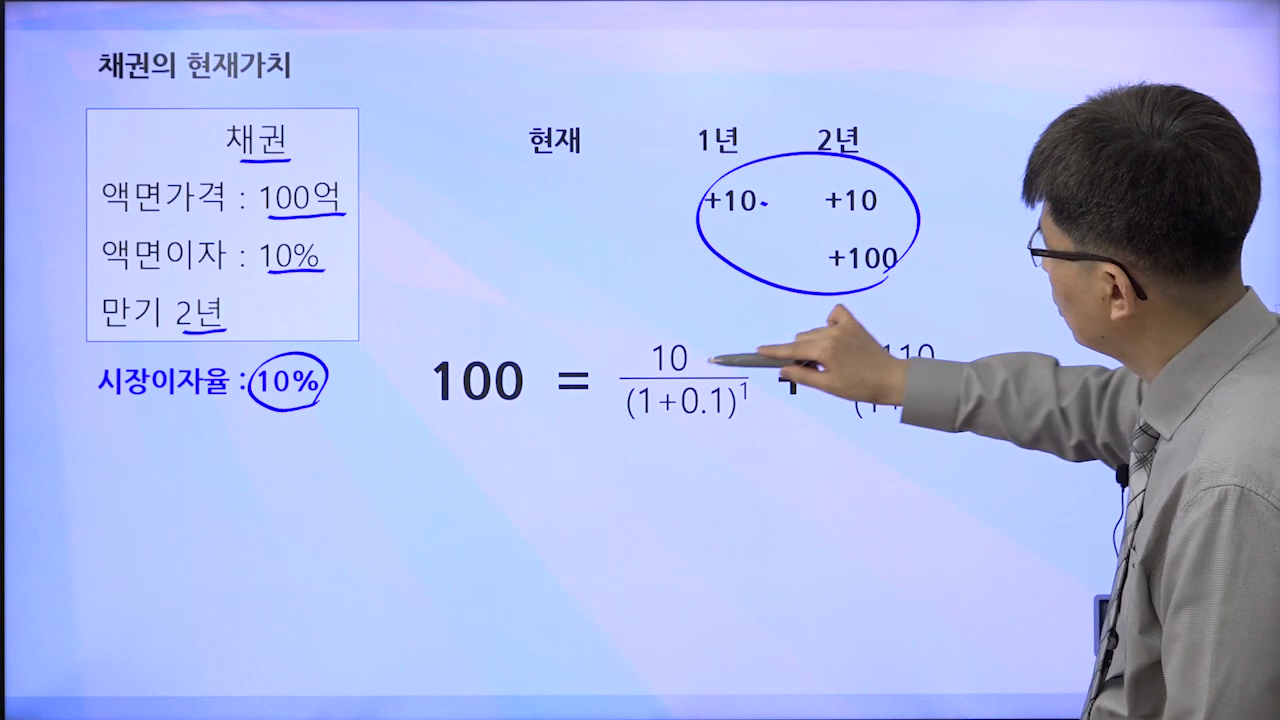 채권의 현재가치
채권
액면가격 : 100억
액면이자 : 10%
만기 2년
시장이자율 : 10%
현재 1년 2년
+10 +10
+100
100 = 10/(1+0.1)¹ + 110